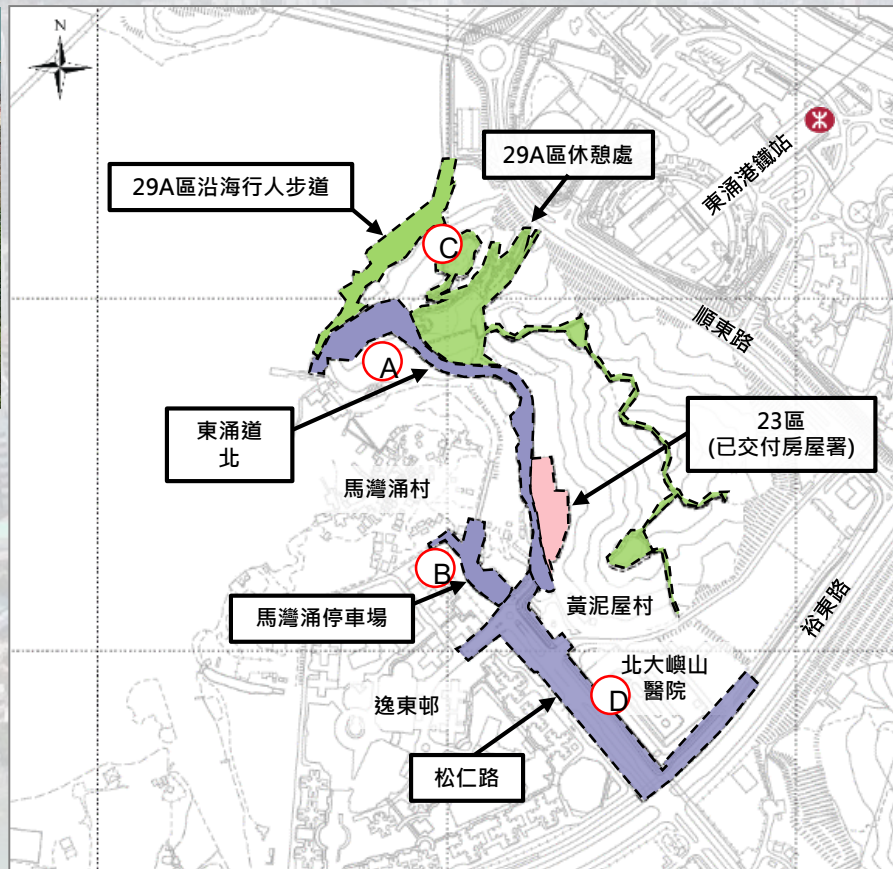 N
29A區休憩處
29A區沿海行人步道
東涌港鐵站
C
順東路
A
東涌道
北
23區
(已交付房屋署)
馬灣涌村
B
馬灣涌停車場
黃泥屋村
裕東路
北大嶼山
醫院
D
逸東邨
松仁路